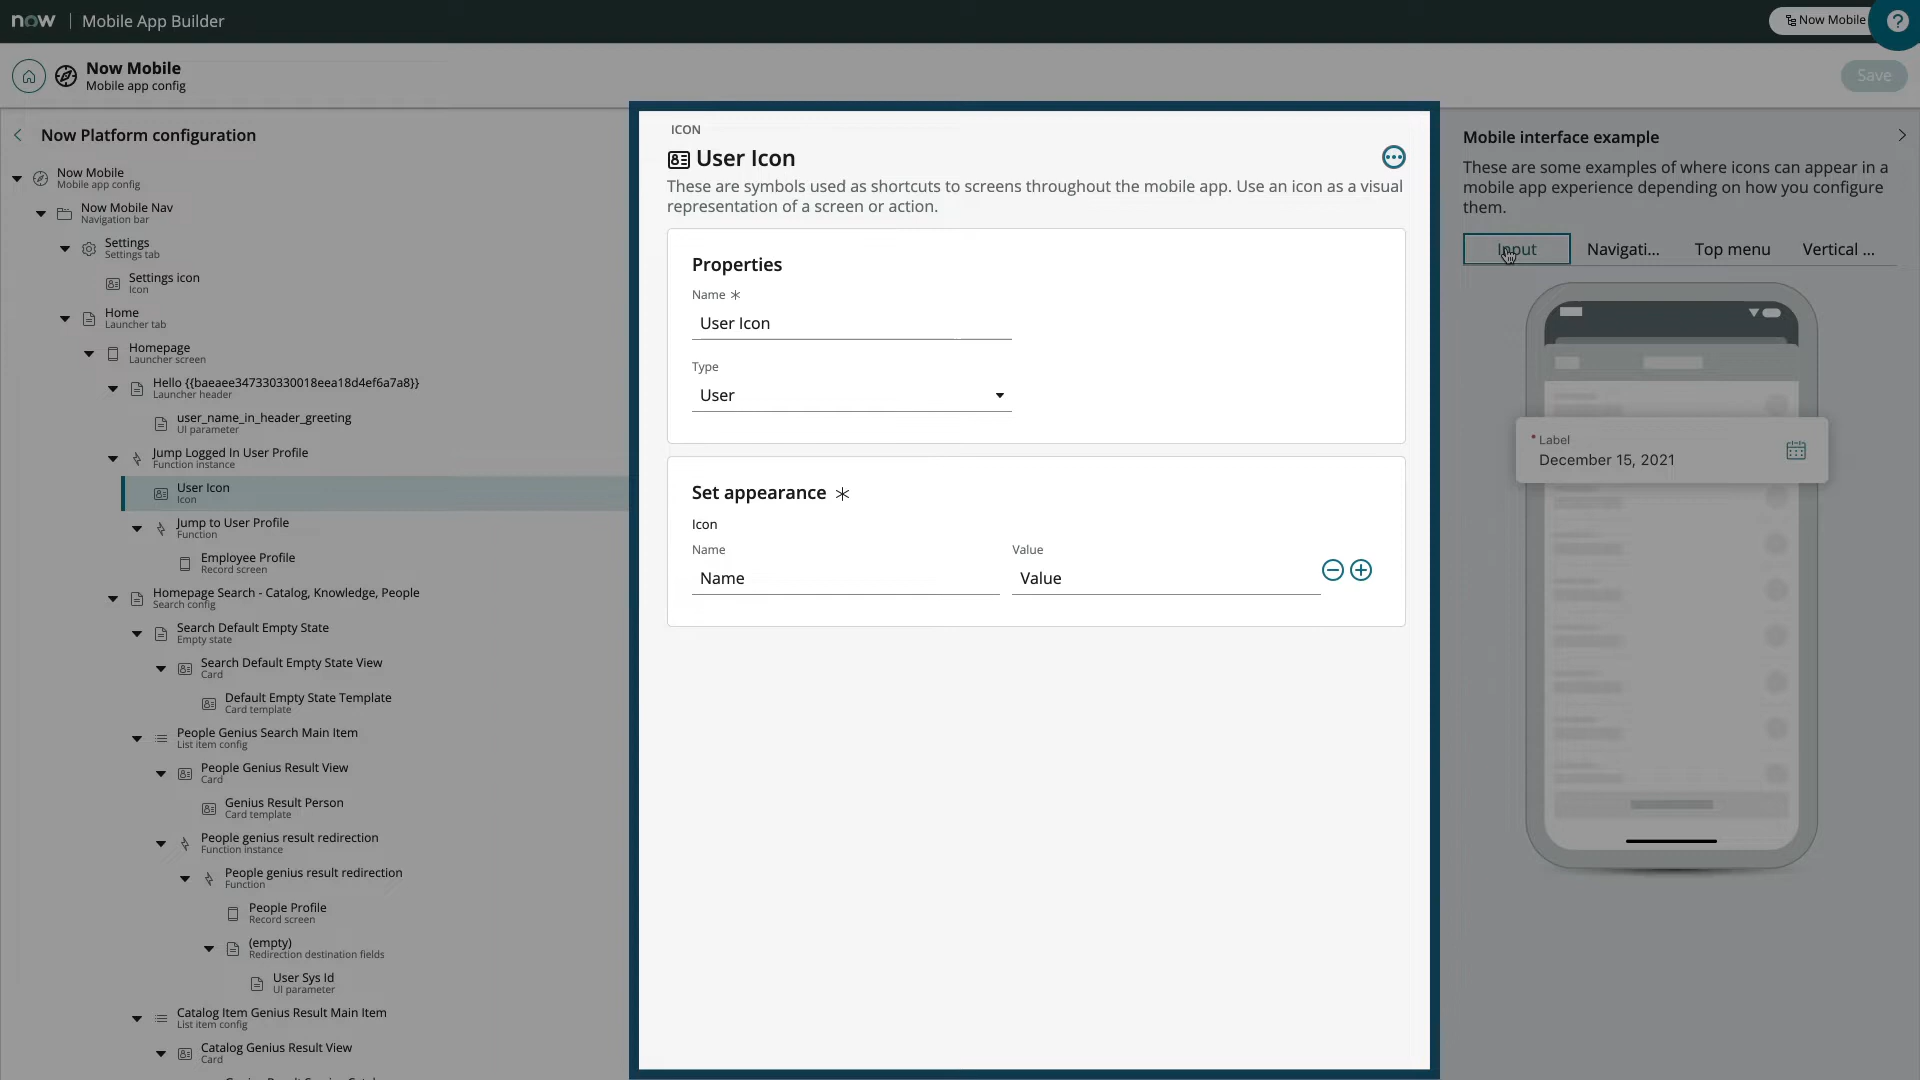 now
Mobile App Builder
Now Mobile
?
Now Mobile
Mobile app config
Save
Now Platform configuration
Now Mobile
Mobile app config
Now Mobile Nav
Navigation bar
Settings
Settings tab
Settings icon
Icon
Home
Launcher tab
Homepage
Launcher screen
Hello {{baeaee347330330018eea18d4ef6a7a8}}
Launcher header
user_name_in_header_greeting
UI parameter
Jump Logged In User Profile
Function instance
User Icon
Icon
Jump to User Profile
Function
Employee Profile
Record screen
Homepage Search - Catalog, Knowledge, People
Search config
Search Default Empty State
Empty state
Search Default Empty State View
Card
Default Empty State Template
Card template
People Genius Search Main Item
List item config
People Genius Result View
Card
Genius Result Person
Card template
People genius result redirection
Function instance
People genius result redirection
Function
People Profile
Record screen
(empty)
Redirection destination fields
User Sys Id
UI parameter
Catalog Item Genius Result Main Item
List item config
Catalog Genius Result View
Card
ICON
User Icon
These are symbols used as shortcuts to screens throughout the mobile app. Use an icon as a visual
representation of a screen or action.
Properties
Name *
User Icon
Type
User
Set appearance *
Icon
Name Value
Name Value
Mobile interface example
These are some examples of where icons can appear in a
mobile app experience depending on how you configure
them.
Input Navigati... Top menu Vertical ...
* Label
December 15, 2021